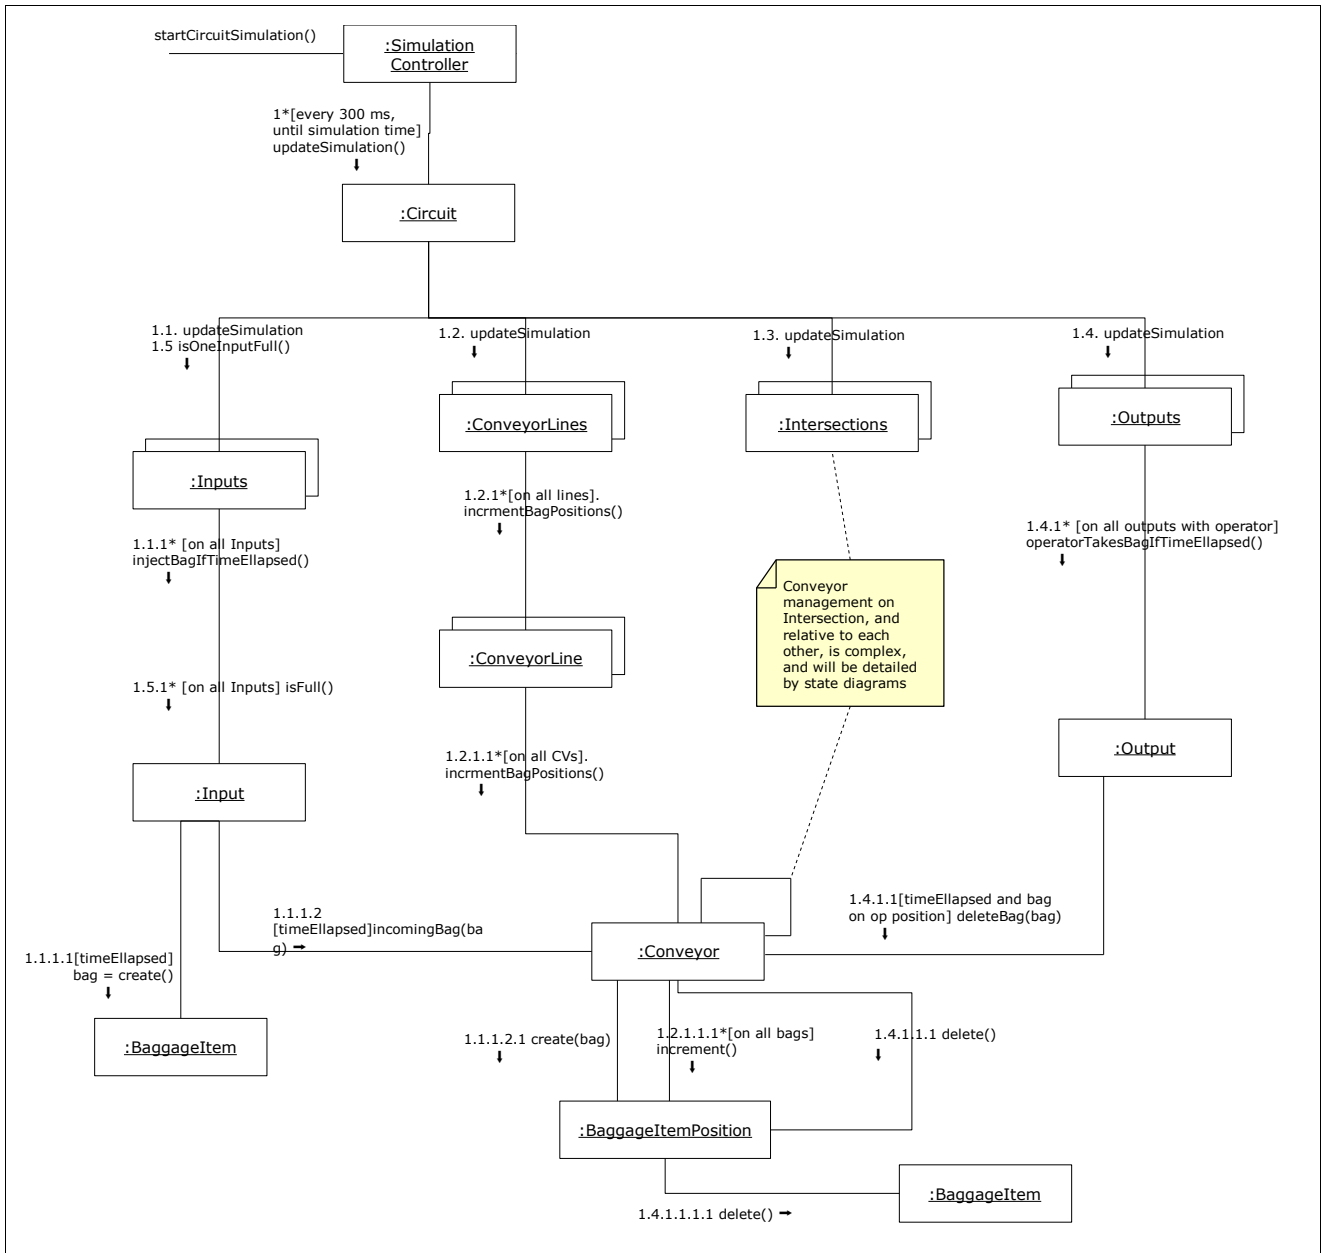 startCircuitSimulation()
:Simulation
Controller
1*[every 300 ms,
until simulation time]
updateSimulation()
:Circuit
1.1. updateSimulation
1.5 isOneInputFull()
1.2. updateSimulation
1.3. updateSimulation
1.4. updateSimulation
:Inputs
:ConveyorLines
:Intersections
:Outputs
1.1.1* [on all Inputs]
injectBagIfTimeEllapsed()
1.2.1*[on all lines].
incrmentBagPositions()
1.4.1* [on all outputs with operator]
operatorTakesBagIfTimeEllapsed()
Conveyor
management on
Intersection, and
relative to each
other, is complex,
and will be detailed
by state diagrams
:ConveyorLine
1.5.1* [on all Inputs] isFull()
:Output
1.2.1.1*[on all CVs].
incrmentBagPositions()
:Input
1.1.1.2
[timeEllapsed]incomingBag(ba
g)
1.4.1.1[timeEllapsed and bag
on op position] deleteBag(bag)
:Conveyor
1.1.1.1[timeEllapsed]
bag = create()
:BaggageItem
1.1.1.2.1 create(bag)
1.2.1.1.1*[on all bags]
increment()
1.4.1.1.1 delete()
:BaggageItemPosition
:BaggageItem
1.4.1.1.1.1 delete()